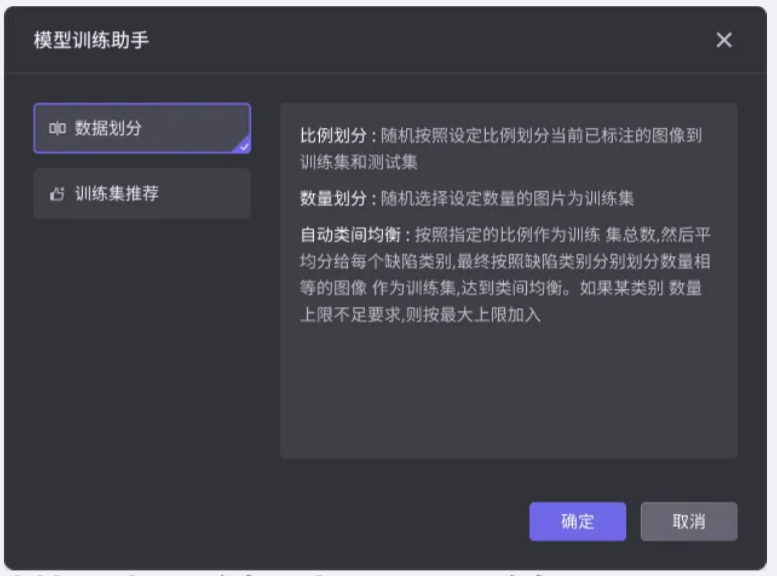 模型训练助手
数据划分
训练集推荐
比例划分 : 随机按照设定比例划分当前已标注的图像到
训练集和测试集
数量划分 : 随机选择设定数量的图片为训练集
自动类间均衡 : 按照指定的比例作为训练 集总数,然后平
均分给每个缺陷类别,最终按照缺陷类别分别划分数量相
等的图像 作为训练集,达到类间均衡。如果某类别 数量
上限不足要求,则按最大上限加入
确定
取消